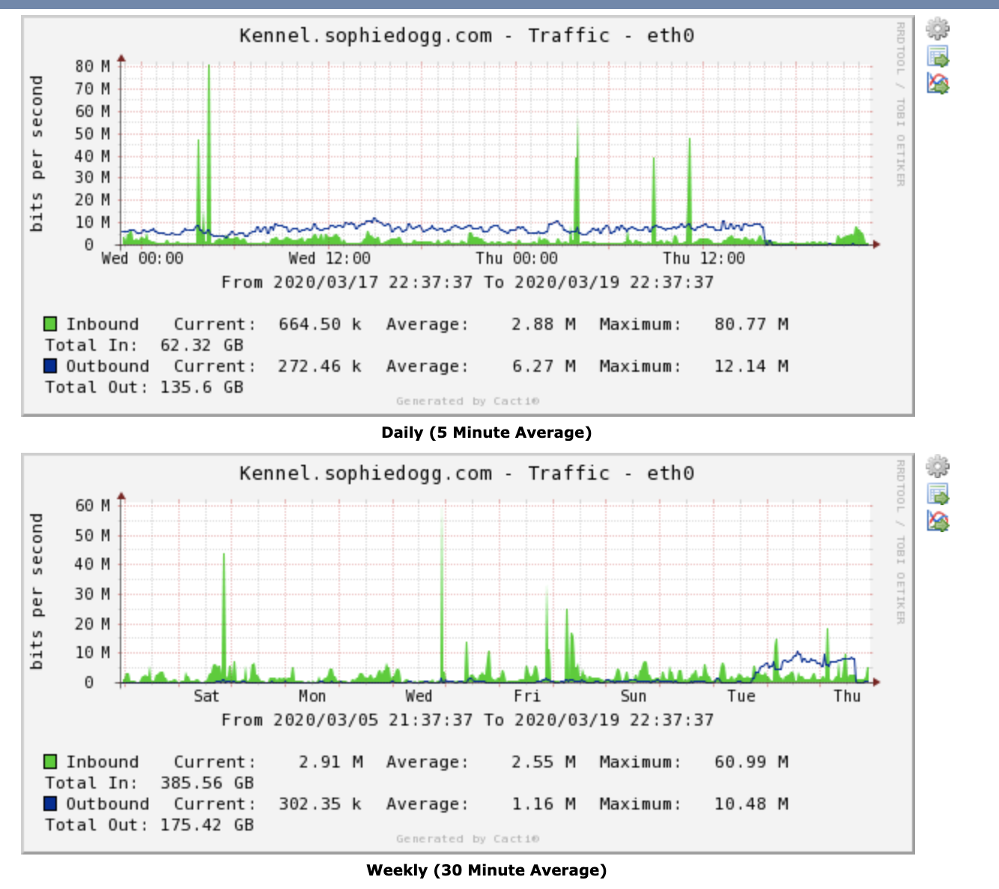 Kennel.sophiedogg.com - Traffic - eth0
RRDTOOL / TOBI OETIKER
bits per second
80 M
70 M
60 M
50 M
40 M
30 M
20 M
10 M
0
Wed 00:00 Wed 12:00 Thu 00:00 Thu 12:00
From 2020/03/17 22:37:37 To 2020/03/19 22:37:37
Inbound Current: 664.50 k Average: 2.88 M Maximum: 80.77 M
Total In: 62.32 GB
Outbound Current: 272.46 k Average: 6.27 M Maximum: 12.14 M
Total Out: 135.6 GB
Generated by Cacti®
Daily (5 Minute Average)
Kennel.sophiedogg.com - Traffic - eth0
RRDTOOL / TOBI OETIKER
bits per second
60 M
50 M
40 M
30 M
20 M
10 M
0
Sat Mon Wed Fri Sun Tue Thu
From 2020/03/05 21:37:37 To 2020/03/19 22:37:37
Inbound Current: 2.91 M Average: 2.55 M Maximum: 60.99 M
Total In: 385.56 GB
Outbound Current: 302.35 k Average: 1.16 M Maximum: 10.48 M
Total Out: 175.42 GB
Generated by Cacti®
Weekly (30 Minute Average)